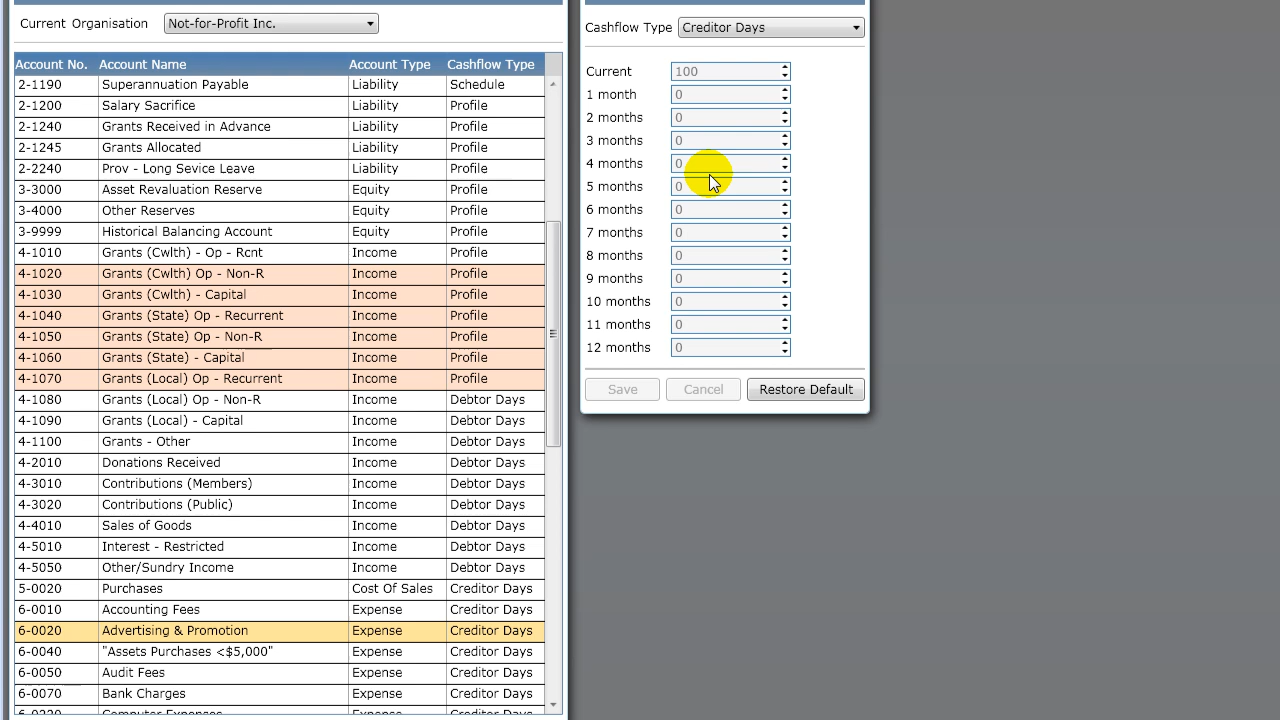 Current Organisation Not-for-Profit Inc.
Account No. Account Name Account Type Cashflow Type
2-1190 Superannuation Payable Liability Schedule
2-1200 Salary Sacrifice Liability Profile
2-1240 Grants Received in Advance Liability Profile
2-1245 Grants Allocated Liability Profile
2-2240 Prov - Long Sevice Leave Liability Profile
3-3000 Asset Revaluation Reserve Equity Profile
3-4000 Other Reserves Equity Profile
3-9999 Historical Balancing Account Equity Profile
4-1010 Grants (Cwlth) - Op - Rcnt Income Profile
4-1020 Grants (Cwlth) Op - Non-R Income Profile
4-1030 Grants (Cwlth) - Capital Income Profile
4-1040 Grants (State) Op - Recurrent Income Profile
4-1050 Grants (State) Op - Non-R Income Profile
4-1060 Grants (State) - Capital Income Profile
4-1070 Grants (Local) Op - Recurrent Income Profile
4-1080 Grants (Local) Op - Non-R Income Debtor Days
4-1090 Grants (Local) - Capital Income Debtor Days
4-1100 Grants - Other Income Debtor Days
4-2010 Donations Received Income Debtor Days
4-3010 Contributions (Members) Income Debtor Days
4-3020 Contributions (Public) Income Debtor Days
4-4010 Sales of Goods Income Debtor Days
4-5010 Interest - Restricted Income Debtor Days
4-5050 Other/Sundry Income Income Debtor Days
5-0020 Purchases Cost Of Sales Creditor Days
6-0010 Accounting Fees Expense Creditor Days
6-0020 Advertising & Promotion Expense Creditor Days
6-0040 "Assets Purchases <$5,000" Expense Creditor Days
6-0050 Audit Fees Expense Creditor Days
6-0070 Bank Charges Expense Creditor Days
Computer Expenses Expense Creditor Days
Cashflow Type Creditor Days
Current 100
1 month 0
2 months 0
3 months 0
4 months 0
5 months 0
6 months 0
7 months 0
8 months 0
9 months 0
10 months 0
11 months 0
12 months 0
Save Cancel Restore Default